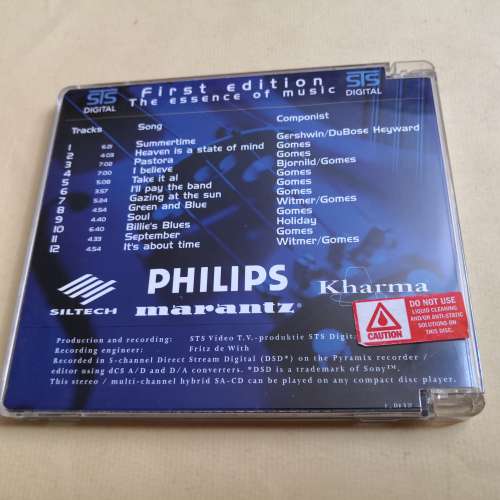 STS DIGITAL
First edition
The essence of music
STS DIGITAL
Tracks Song Componist
1 6:21 Summertime Gershwin/DuBose Heyward
2 4:03 Heaven is a state of mind Gomes
3 7:02 Pastora Gomes
4 7:00 I believe Bjornild/Gomes
5 5:08 Take it al Gomes
6 3:57 I'll pay the band Gomes
7 5:24 Gazing at the sun Gomes
8 4:54 Green and Blue Witmer/Gomes
9 4:40 Soul Gomes
10 6:40 Billie's Blues Holiday
11 4:33 September Gomes
12 4:54 It's about time Witmer/Gomes
SILTECH
PHILIPS
marantz®
Kharma
CAUTION
DO NOT USE
LIQUID CLEANING
AND/OR ANTI-STATIC
SOLUTIONS ON
THIS DISC.
Production and recording: STS Video T.V.-produktie STS Digital
Recording engineer: Fritz de With
Recorded in 5-channel Direct Stream Digital (DSD*) on the Pyramix recorder /
editor using dCS A/D and D/A converters. *DSD is a trademark of Sony™.
This stereo / multi-channel hybrid SA-CD can be played on any compact disc player.